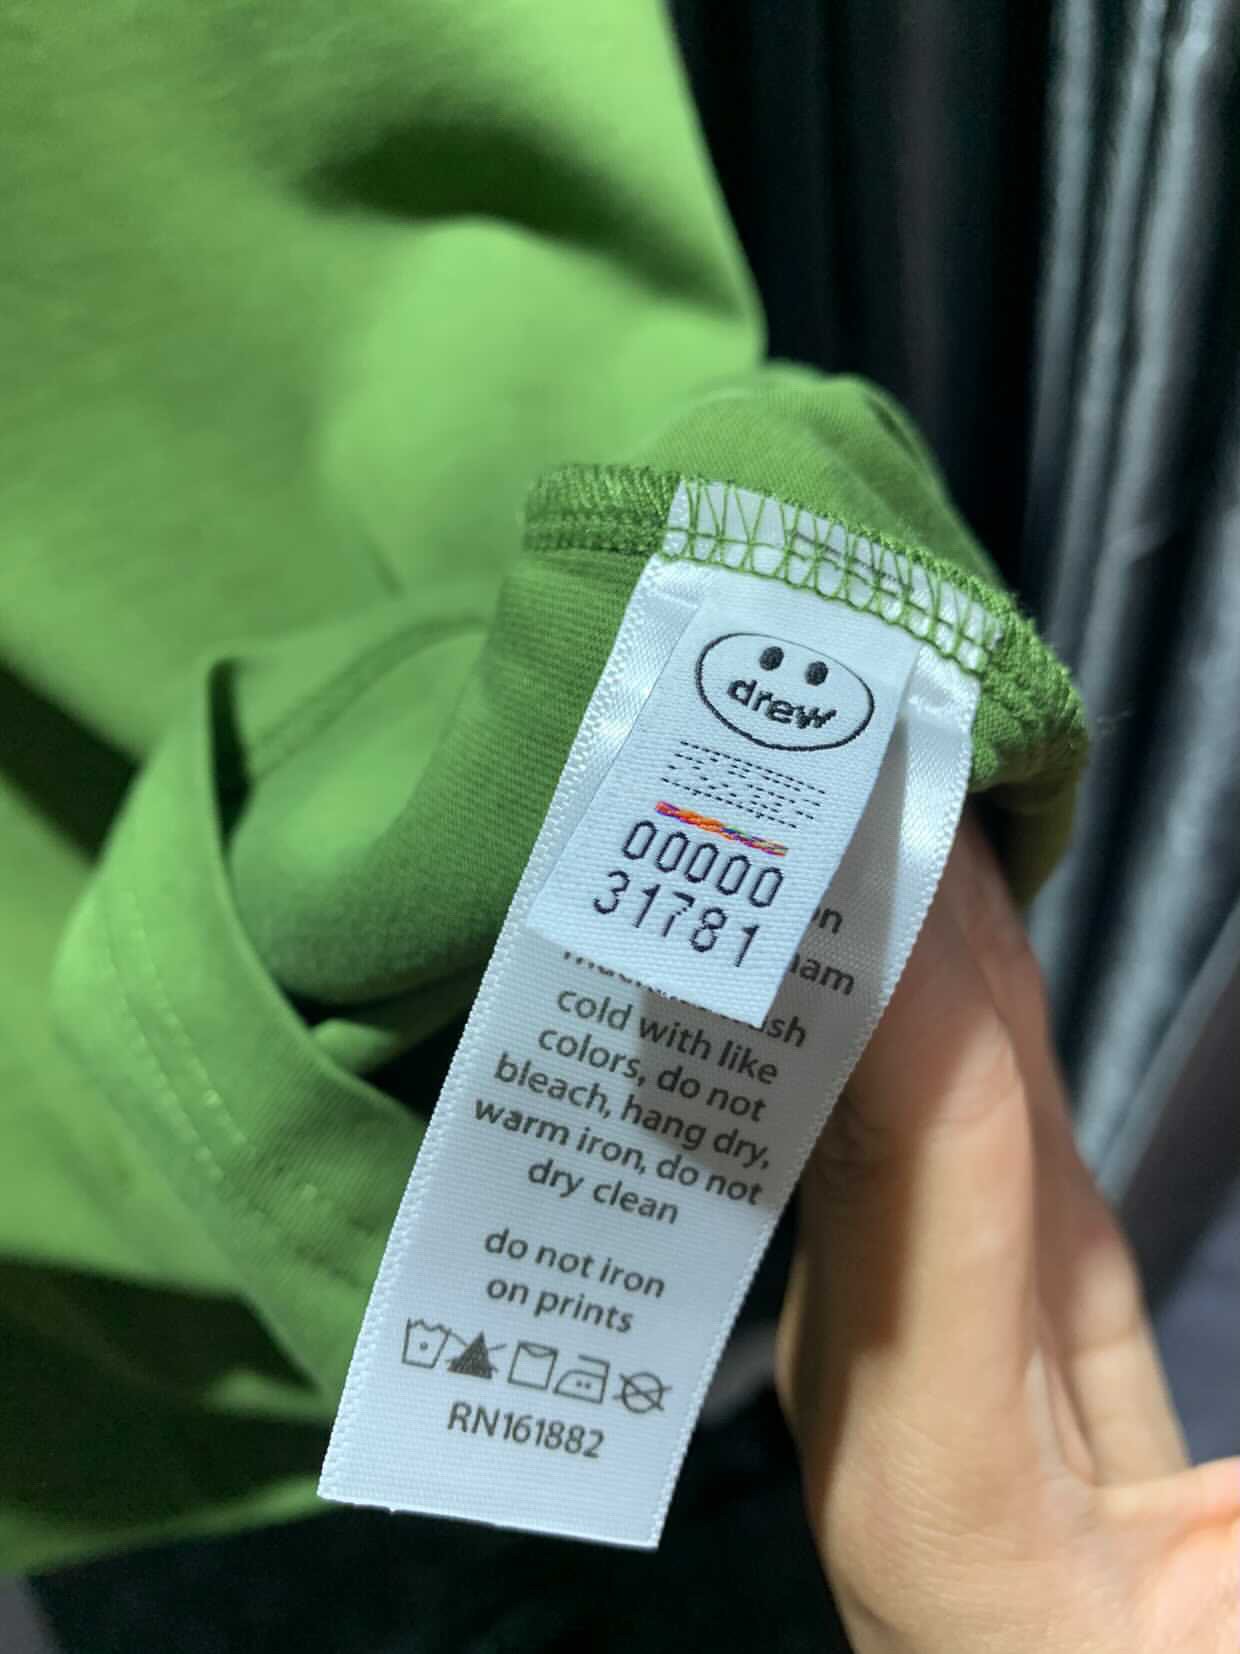 drew
00000
31781
cold with like
colors, do not
bleach, hang dry,
warm iron, do not
dry clean
do not iron
on prints
RN161882